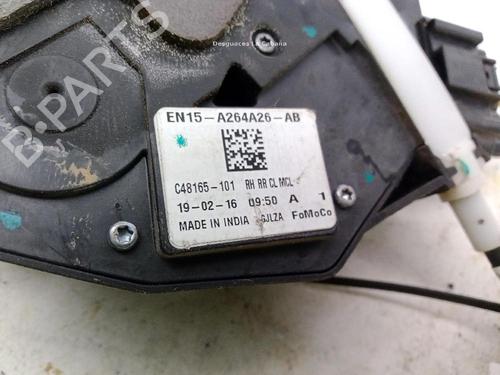 Desguaces La Cabaña
B-PARTS
EN15-A264A26-AB
C48165-101 RH RR CL MCL
19-02-16 09:50 A 1
MADE IN INDIA GJLZA FoMoCo